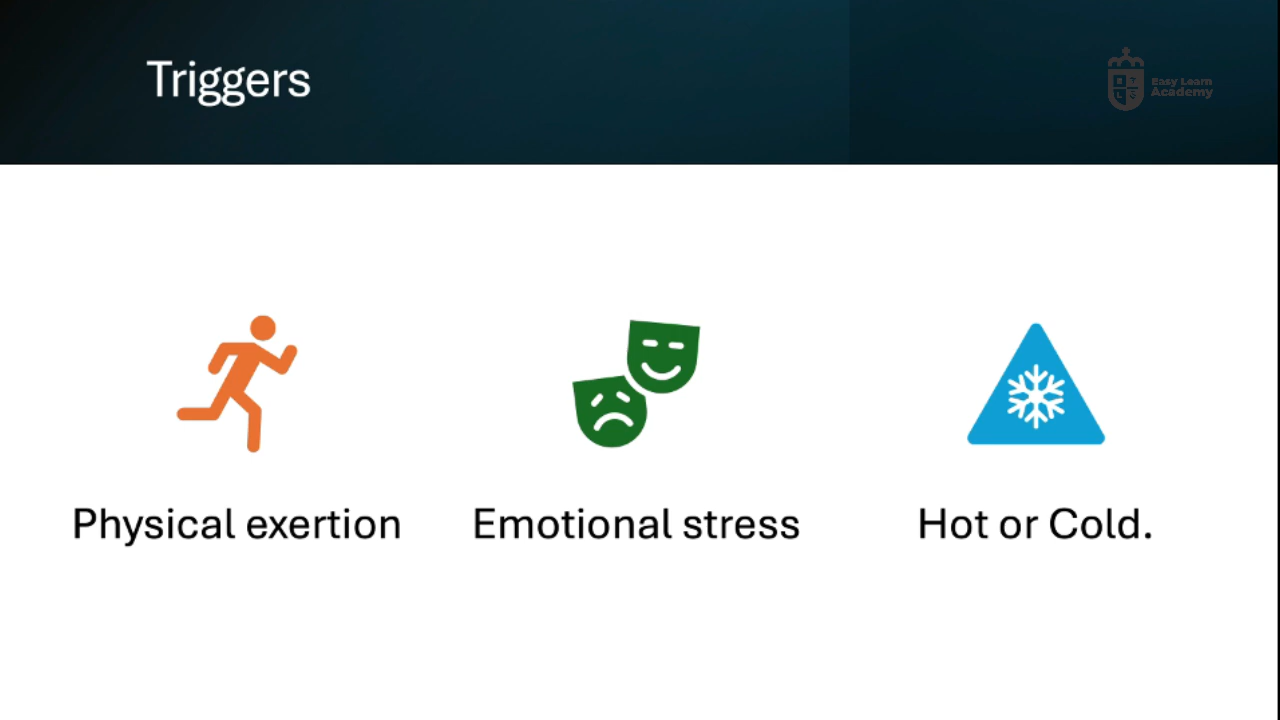 Triggers
Easy Learn
Academy
Physical exertion
Emotional stress
Hot or Cold.